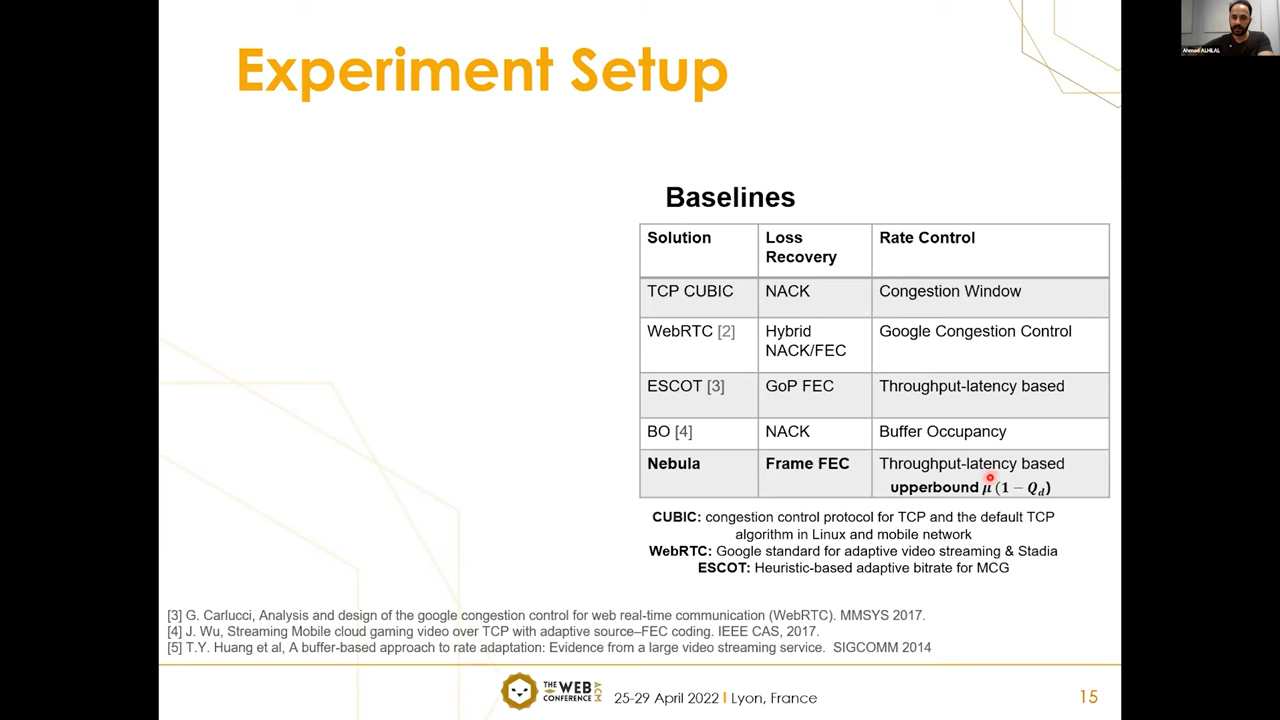 Ahmad ALHILAL
Experiment Setup
Baselines
Solution Loss Recovery Rate Control
TCP CUBIC NACK Congestion Window
WebRTC [2] Hybrid NACK/FEC Google Congestion Control
ESCOT [3] GoP FEC Throughput-latency based
BO [4] NACK Buffer Occupancy
Nebula Frame FEC Throughput-latency based
upperbound μ(1 − Q_d)
CUBIC: congestion control protocol for TCP and the default TCP
algorithm in Linux and mobile network
WebRTC: Google standard for adaptive video streaming & Stadia
ESCOT: Heuristic-based adaptive bitrate for MCG
[3] G. Carlucci, Analysis and design of the google congestion control for web real-time communication (WebRTC). MMSYS 2017.
[4] J. Wu, Streaming Mobile cloud gaming video over TCP with adaptive source–FEC coding. IEEE CAS, 2017.
[5] T.Y. Huang et al, A buffer-based approach to rate adaptation: Evidence from a large video streaming service. SIGCOMM 2014
THE WEB CONFERENCE ACM
25-29 April 2022 | Lyon, France
15